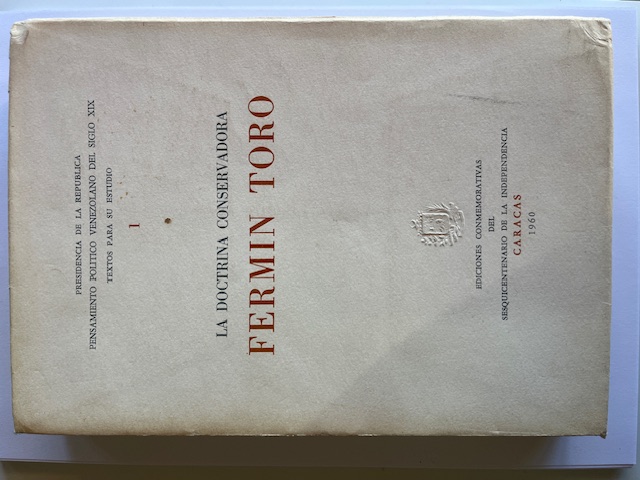 PRESIDENCIA DE LA REPUBLICA
PENSAMIENTO POLITICO VENEZOLANO DEL SIGLO XIX
TEXTOS PARA SU ESTUDIO
1
LA DOCTRINA CONSERVADORA
FERMIN TORO
EDICIONES CONMEMORATIVAS
DEL
SESQUICENTENARIO DE LA INDEPENDENCIA
CARACAS
1960